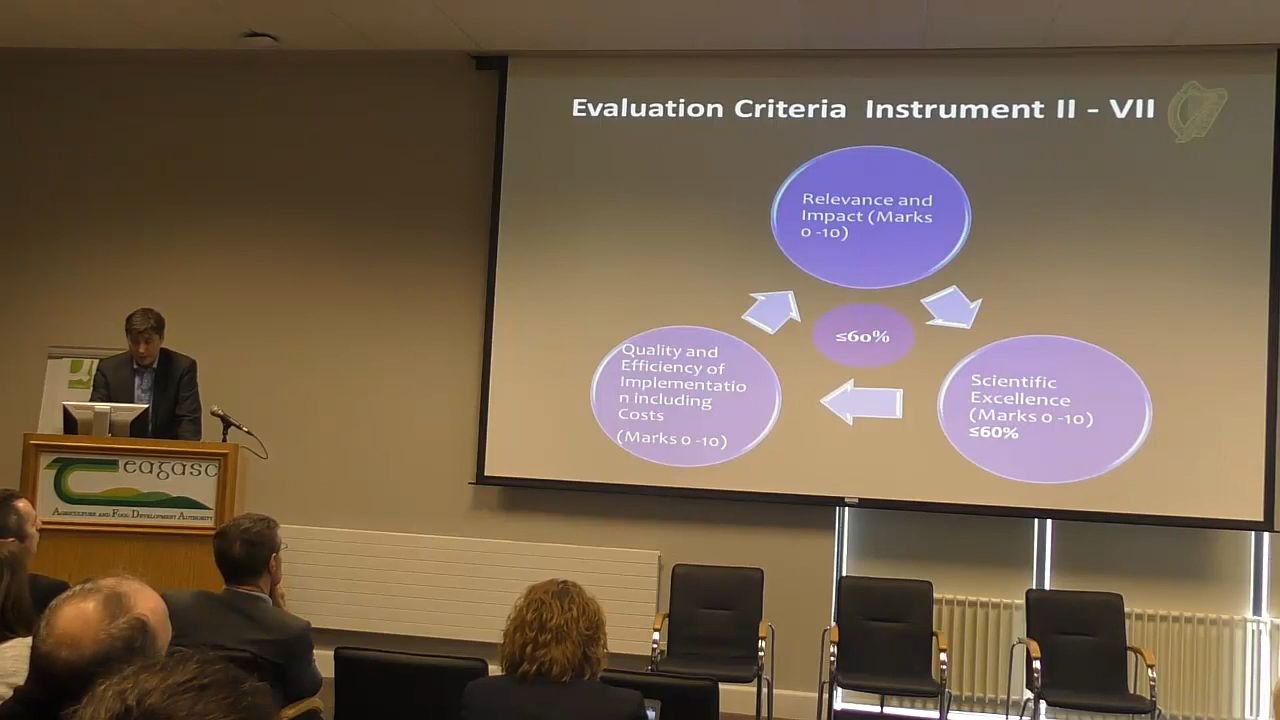 Evaluation Criteria Instrument II - VII
Relevance and
Impact (Marks
0 -10)
≤60%
Quality and
Efficiency of
Implementatio
n including
Costs
(Marks 0 -10)
Scientific
Excellence
(Marks 0 -10)
≤60%
eagasc
Agriculture and Food Development Authority